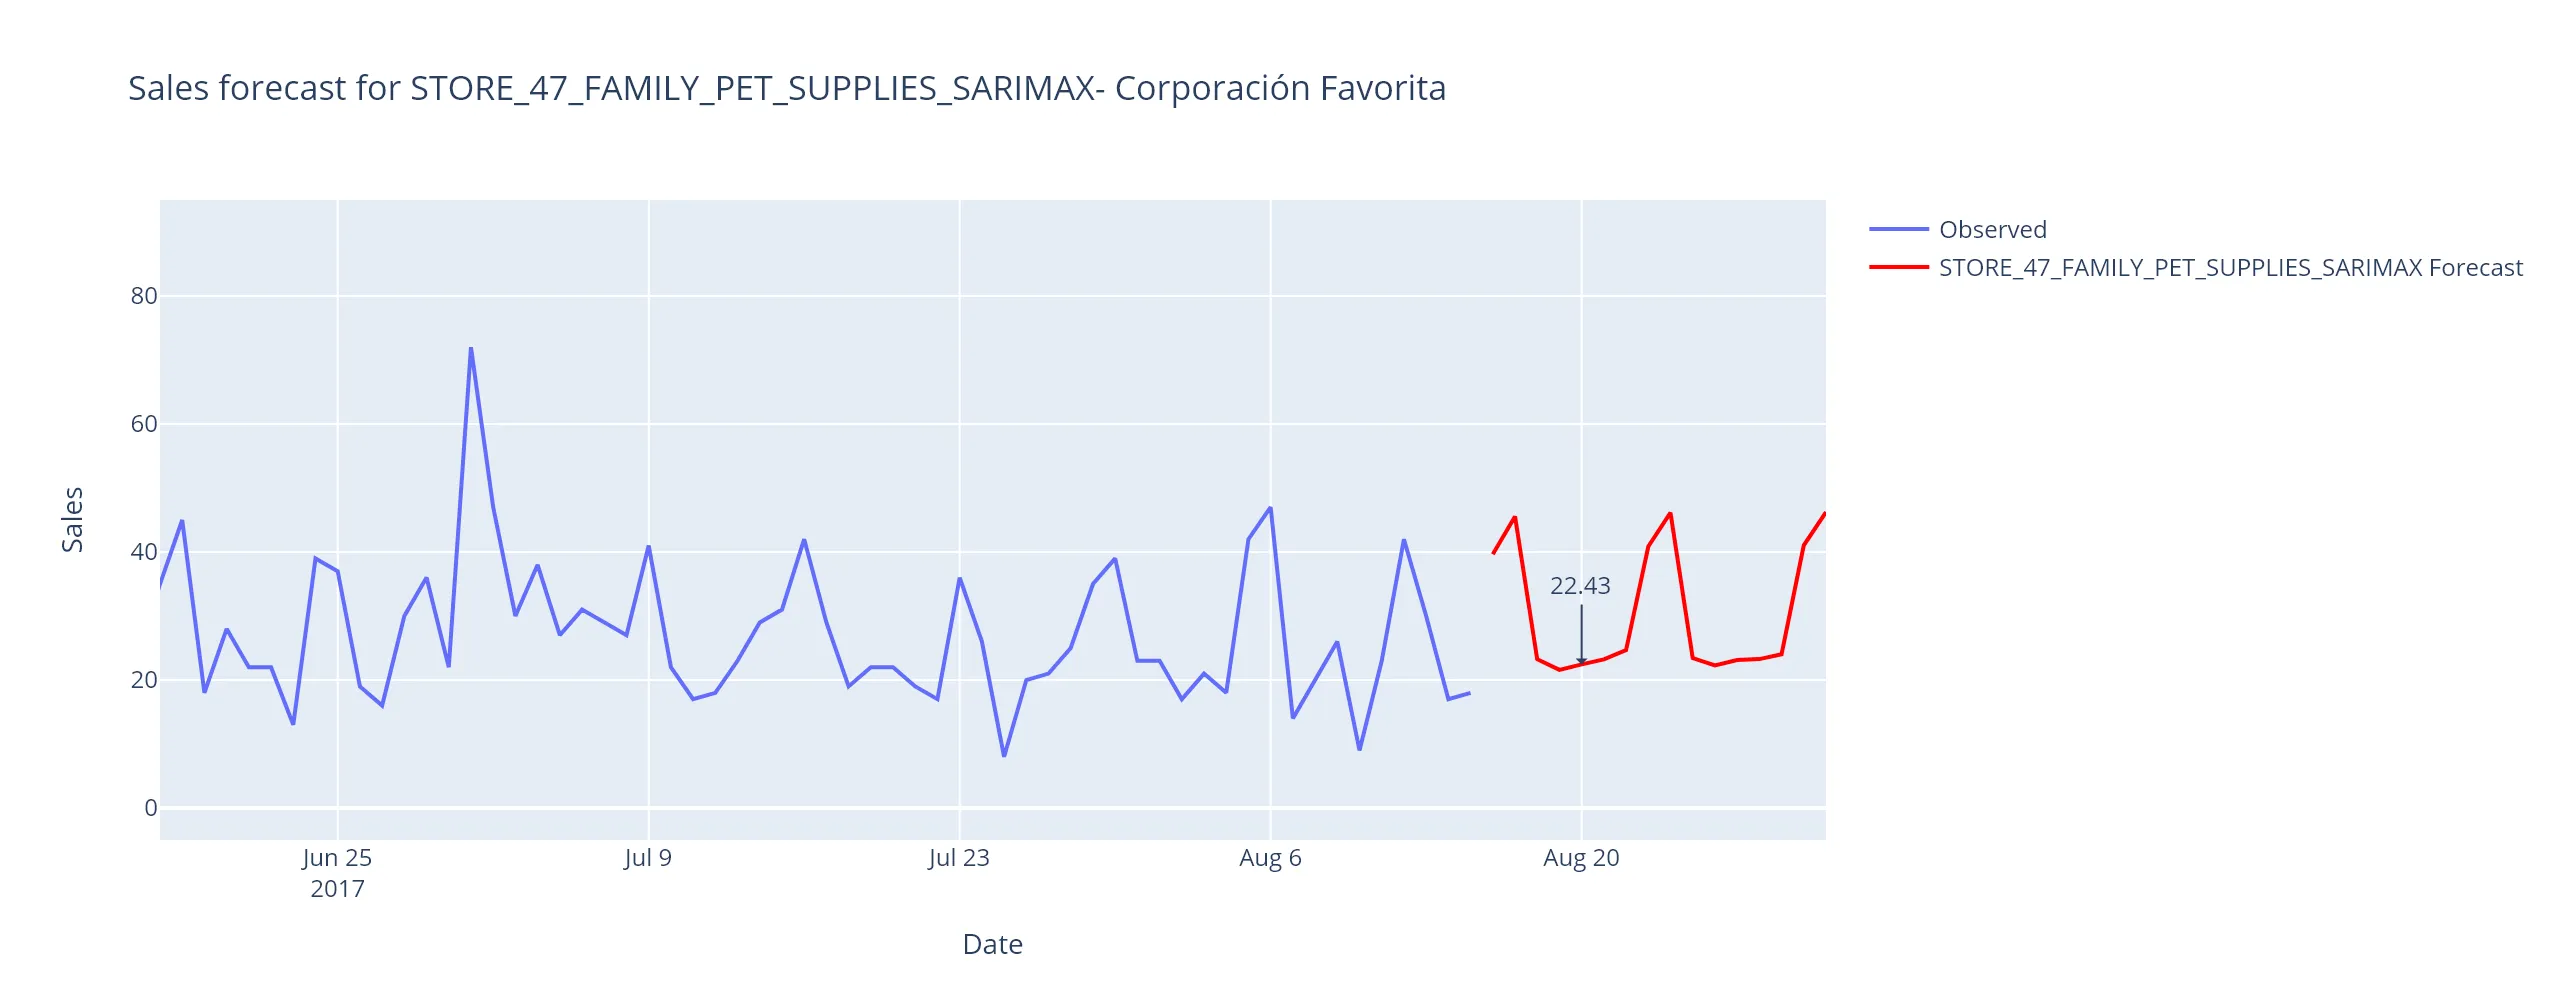 Sales forecast for STORE_47_FAMILY_PET_SUPPLIES_SARIMAX- Corporación Favorita
Observed
STORE_47_FAMILY_PET_SUPPLIES_SARIMAX Forecast
80
60
40
20
0
Sales
22.43
Jun 25
2017
Jul 9
Jul 23
Aug 6
Aug 20
Date